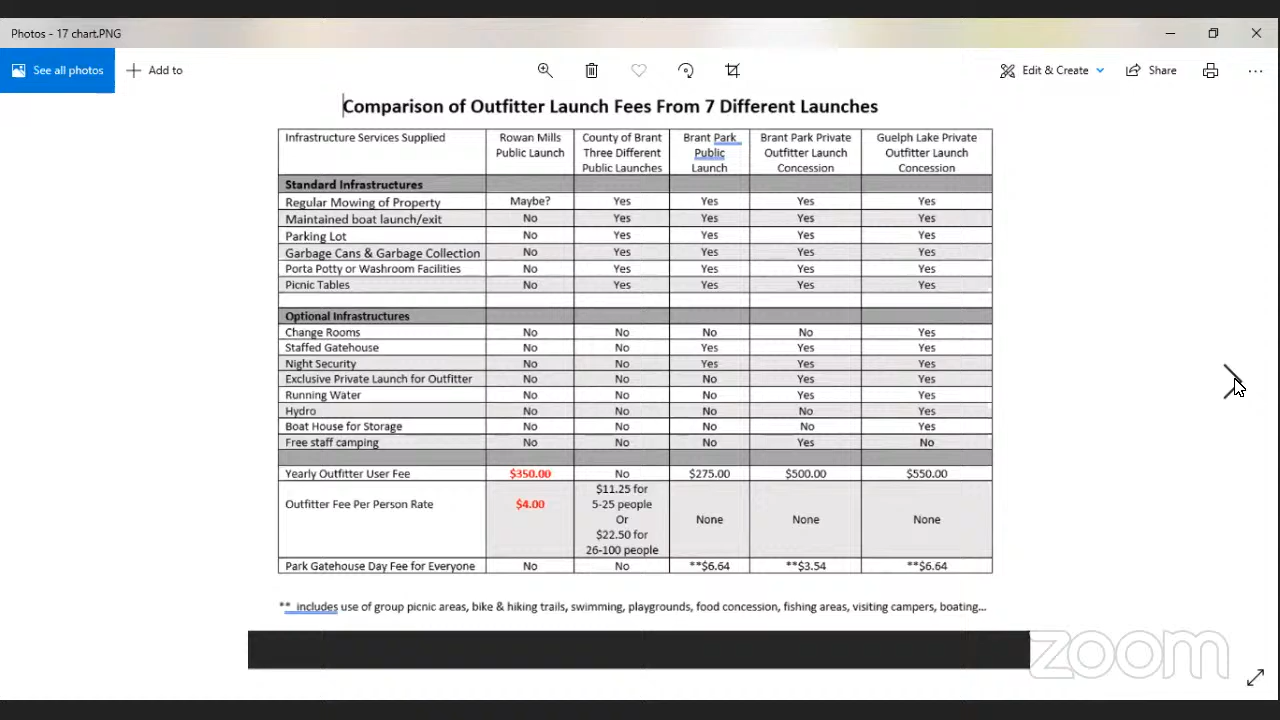 Photos - 17 chart.PNG
See all photos
Add to
Edit & Create
Share
Comparison of Outfitter Launch Fees From 7 Different Launches
Infrastructure Services Supplied Rowan Mills Public Launch County of Brant Three Different Public Launches Brant Park Public Launch Brant Park Private Outfitter Launch Concession Guelph Lake Private Outfitter Launch Concession
Standard Infrastructures
Regular Mowing of Property Maybe? Yes Yes Yes Yes
Maintained boat launch/exit No Yes Yes Yes Yes
Parking Lot No Yes Yes Yes Yes
Garbage Cans & Garbage Collection No Yes Yes Yes Yes
Porta Potty or Washroom Facilities No Yes Yes Yes Yes
Picnic Tables No Yes Yes Yes Yes
Optional Infrastructures
Change Rooms No No No No Yes
Staffed Gatehouse No No Yes Yes Yes
Night Security No No Yes Yes Yes
Exclusive Private Launch for Outfitter No No No Yes Yes
Running Water No No No Yes Yes
Hydro No No No No Yes
Boat House for Storage No No No No Yes
Free staff camping No No No Yes No
Yearly Outfitter User Fee $350.00 No $275.00 $500.00 $550.00
Outfitter Fee Per Person Rate $4.00 $11.25 for 5-25 people Or $22.50 for 26-100 people None None None
Park Gatehouse Day Fee for Everyone No No **$6.64 **$3.54 **$6.64
** includes use of group picnic areas, bike & hiking trails, swimming, playgrounds, food concession, fishing areas, visiting campers, boating...
zoom